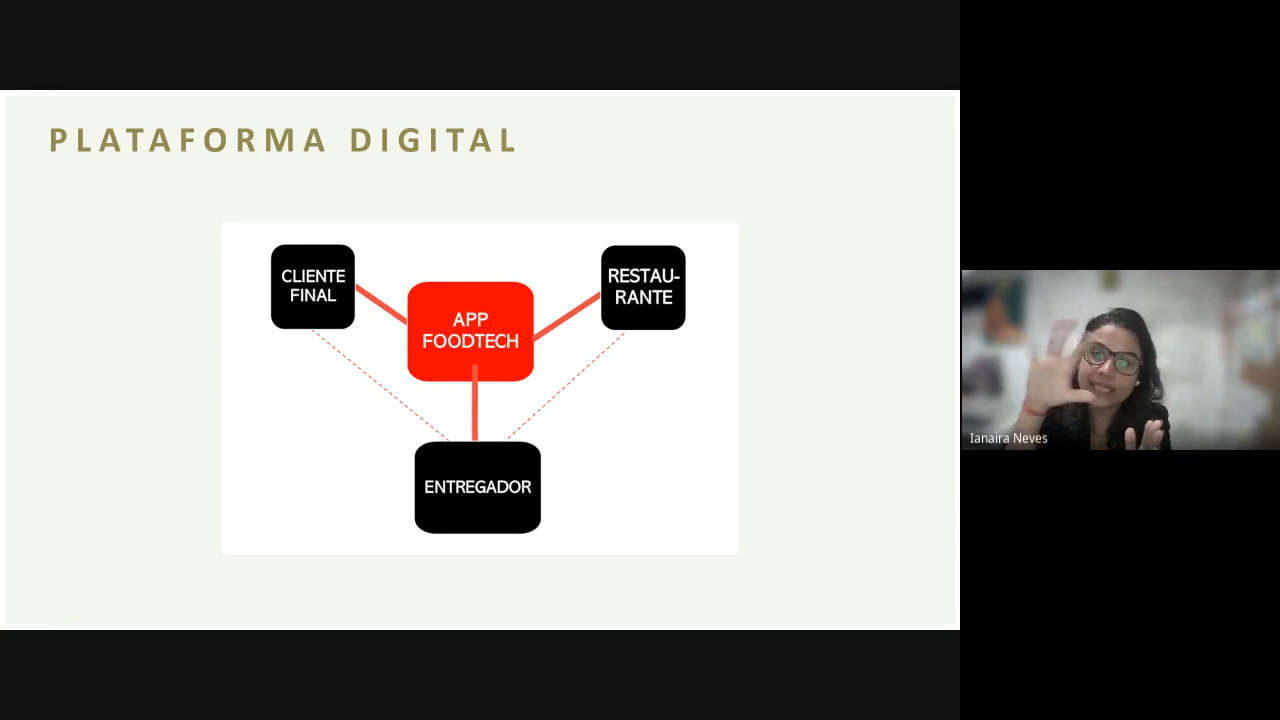 PLATAFORMA DIGITAL
CLIENTE
FINAL
APP
FOODTECH
RESTAU-
RANTE
ENTREGADOR
Ianaira Neves